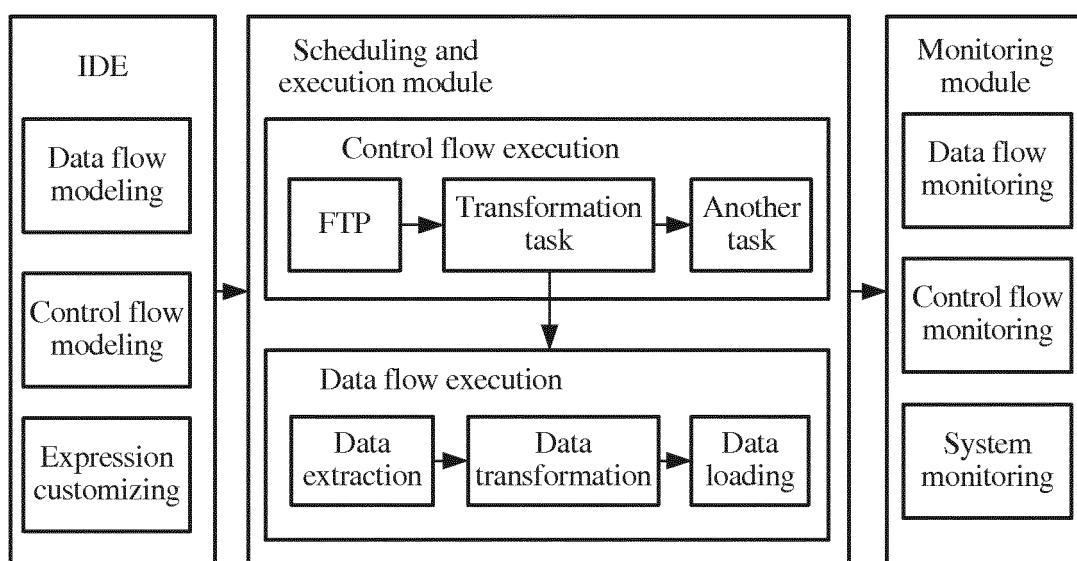 IDE
Data flow
modeling
Control flow
modeling
Expression
customizing
Scheduling and
execution module
Control flow execution
FTP
Transformation
task
Another
task
Data flow execution
Data
extraction
Data
transformation
Data
loading
Monitoring
module
Data flow
monitoring
Control flow
monitoring
System
monitoring